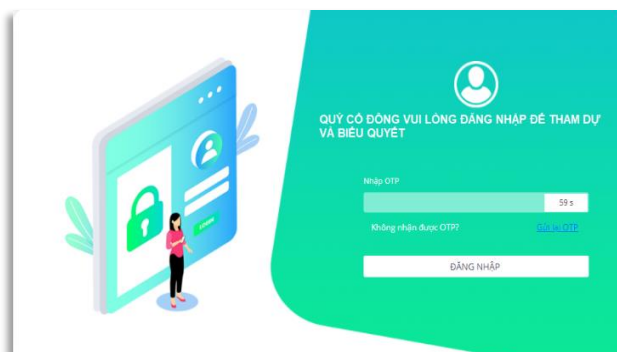 QUÝ CỔ ĐÔNG VUI LÒNG ĐĂNG NHẬP ĐỂ THAM DỰ
VÀ BIỂU QUYẾT
Nhập OTP
59 s
Không nhận được OTP?
Gửi lại OTP
ĐĂNG NHẬP